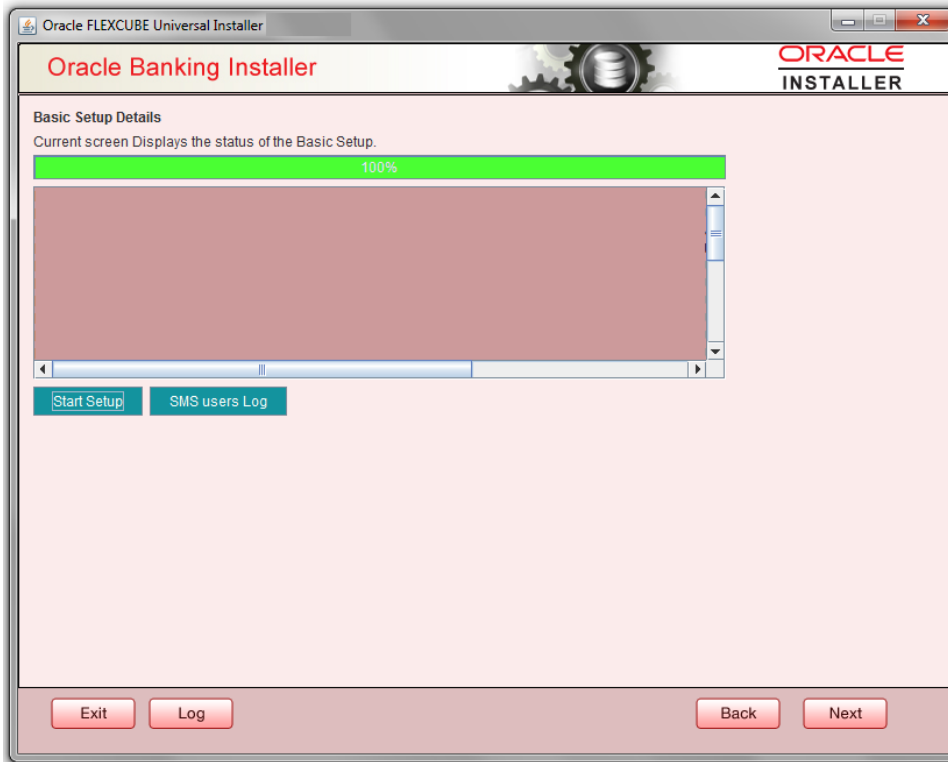 Oracle FLEXCUBE Universal Installer
Oracle Banking Installer
ORACLE
INSTALLER
Basic Setup Details
Current screen Displays the status of the Basic Setup.
100%
Start Setup SMS users Log
Exit Log Back Next